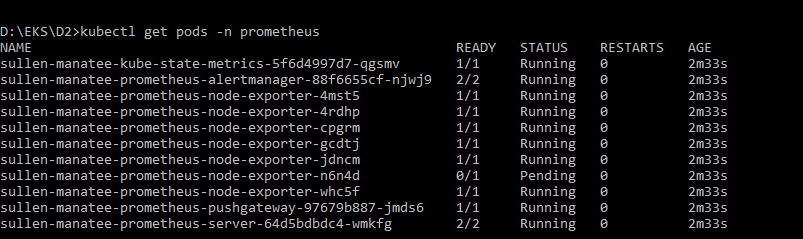 D:\EKS\D2>kubectl get pods -n prometheus
NAME READY STATUS RESTARTS AGE
sullen-manatee-kube-state-metrics-5f6d4997d7-qgsmv 1/1 Running 0 2m33s
sullen-manatee-prometheus-alertmanager-88f6655cf-njwj9 2/2 Running 0 2m33s
sullen-manatee-prometheus-node-exporter-4mst5 1/1 Running 0 2m33s
sullen-manatee-prometheus-node-exporter-4rdhp 1/1 Running 0 2m33s
sullen-manatee-prometheus-node-exporter-cpgrm 1/1 Running 0 2m33s
sullen-manatee-prometheus-node-exporter-gcdtj 1/1 Running 0 2m33s
sullen-manatee-prometheus-node-exporter-jdncm 1/1 Running 0 2m33s
sullen-manatee-prometheus-node-exporter-n6n4d 0/1 Pending 0 2m33s
sullen-manatee-prometheus-node-exporter-whc5f 1/1 Running 0 2m33s
sullen-manatee-prometheus-pushgateway-97679b887-jmds6 1/1 Running 0 2m33s
sullen-manatee-prometheus-server-64d5bdbdc4-wmkfg 2/2 Running 0 2m33s